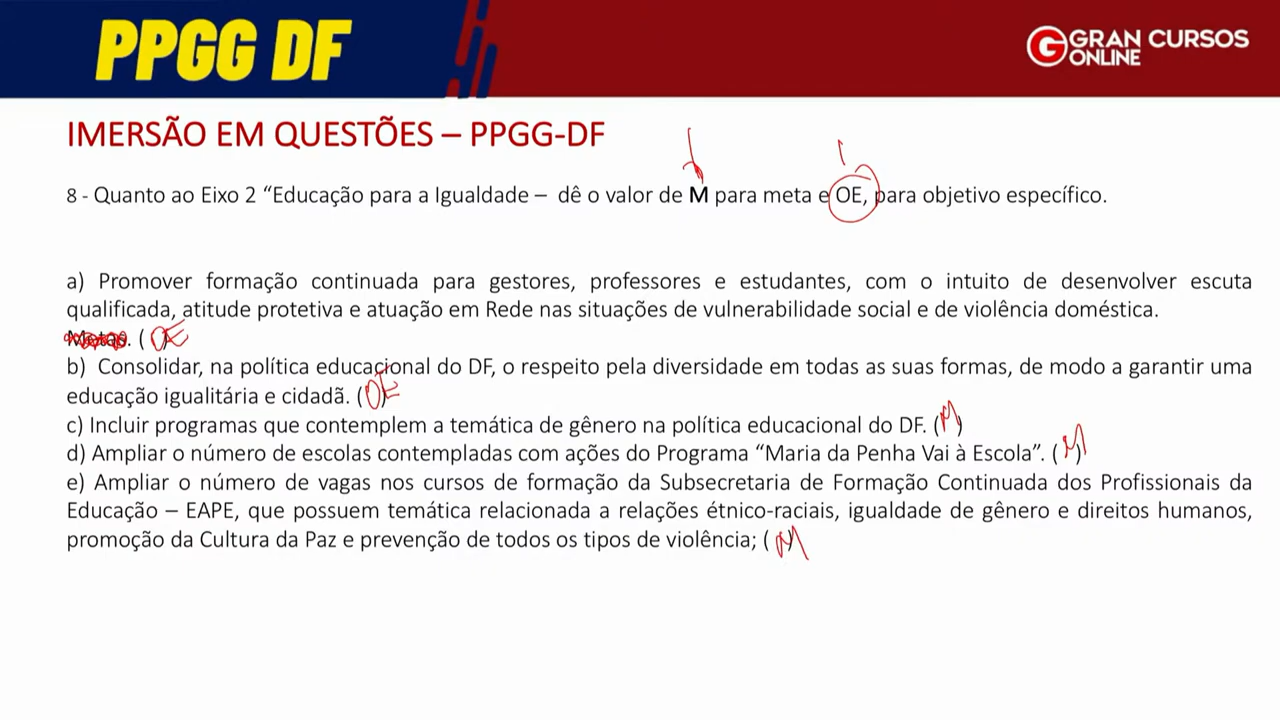 PPGG DF
GRAN CURSOS
ONLINE
IMERSÃO EM QUESTÕES – PPGG-DF
8 - Quanto ao Eixo 2 “Educação para a Igualdade – dê o valor de M para meta e OE, para objetivo específico.
a) Promover formação continuada para gestores, professores e estudantes, com o intuito de desenvolver escuta
qualificada, atitude protetiva e atuação em Rede nas situações de vulnerabilidade social e de violência doméstica.
. ( OE )
b) Consolidar, na política educacional do DF, o respeito pela diversidade em todas as suas formas, de modo a garantir uma
educação igualitária e cidadã. ( OE )
c) Incluir programas que contemplem a temática de gênero na política educacional do DF. ( M )
d) Ampliar o número de escolas contempladas com ações do Programa “Maria da Penha Vai à Escola”. ( M )
e) Ampliar o número de vagas nos cursos de formação da Subsecretaria de Formação Continuada dos Profissionais da
Educação – EAPE, que possuem temática relacionada a relações étnico-raciais, igualdade de gênero e direitos humanos,
promoção da Cultura da Paz e prevenção de todos os tipos de violência; ( M )